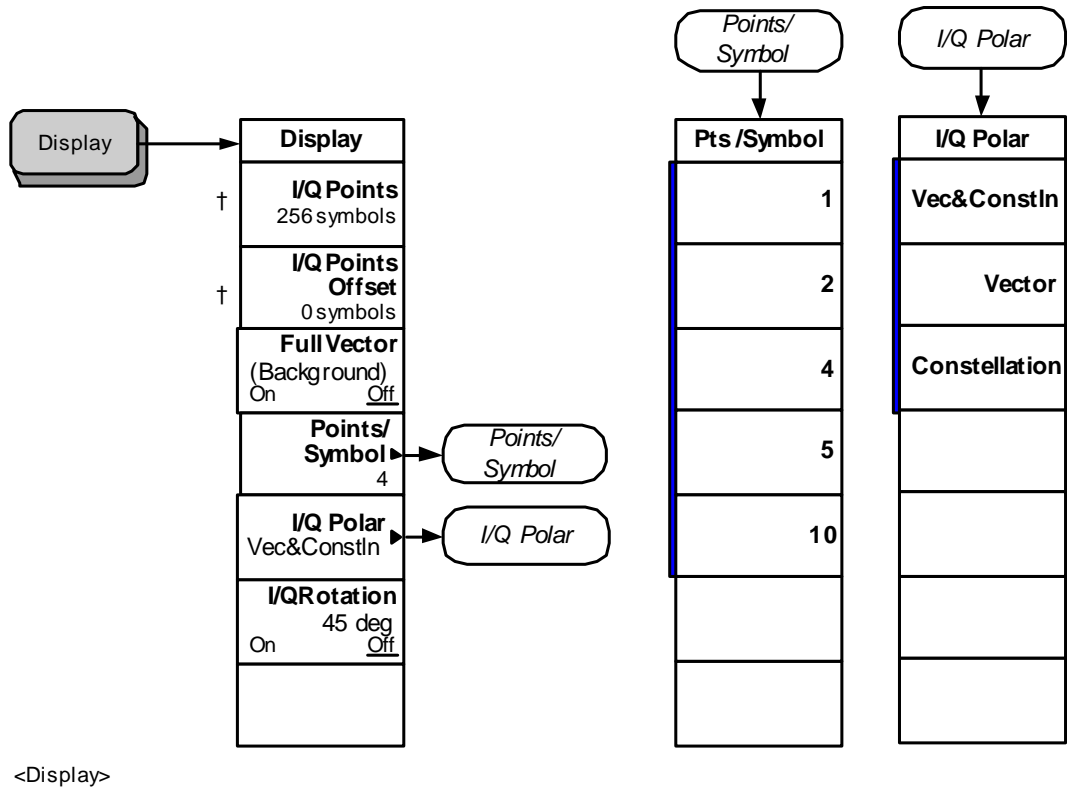 Display
Display
†
I/Q Points
256 symbols
†
I/Q Points
Offset
0 symbols
Full Vector
(Background)
On Off
Points/
Symbol
4
Points/
Symbol
I/Q Polar
Vec&Constln
I/Q Polar
I/Q Rotation
45 deg
On Off
Points/
Symbol
Pts/Symbol
1
2
4
5
10
I/Q Polar
I/Q Polar
Vec&Constln
Vector
Constellation
<Display>